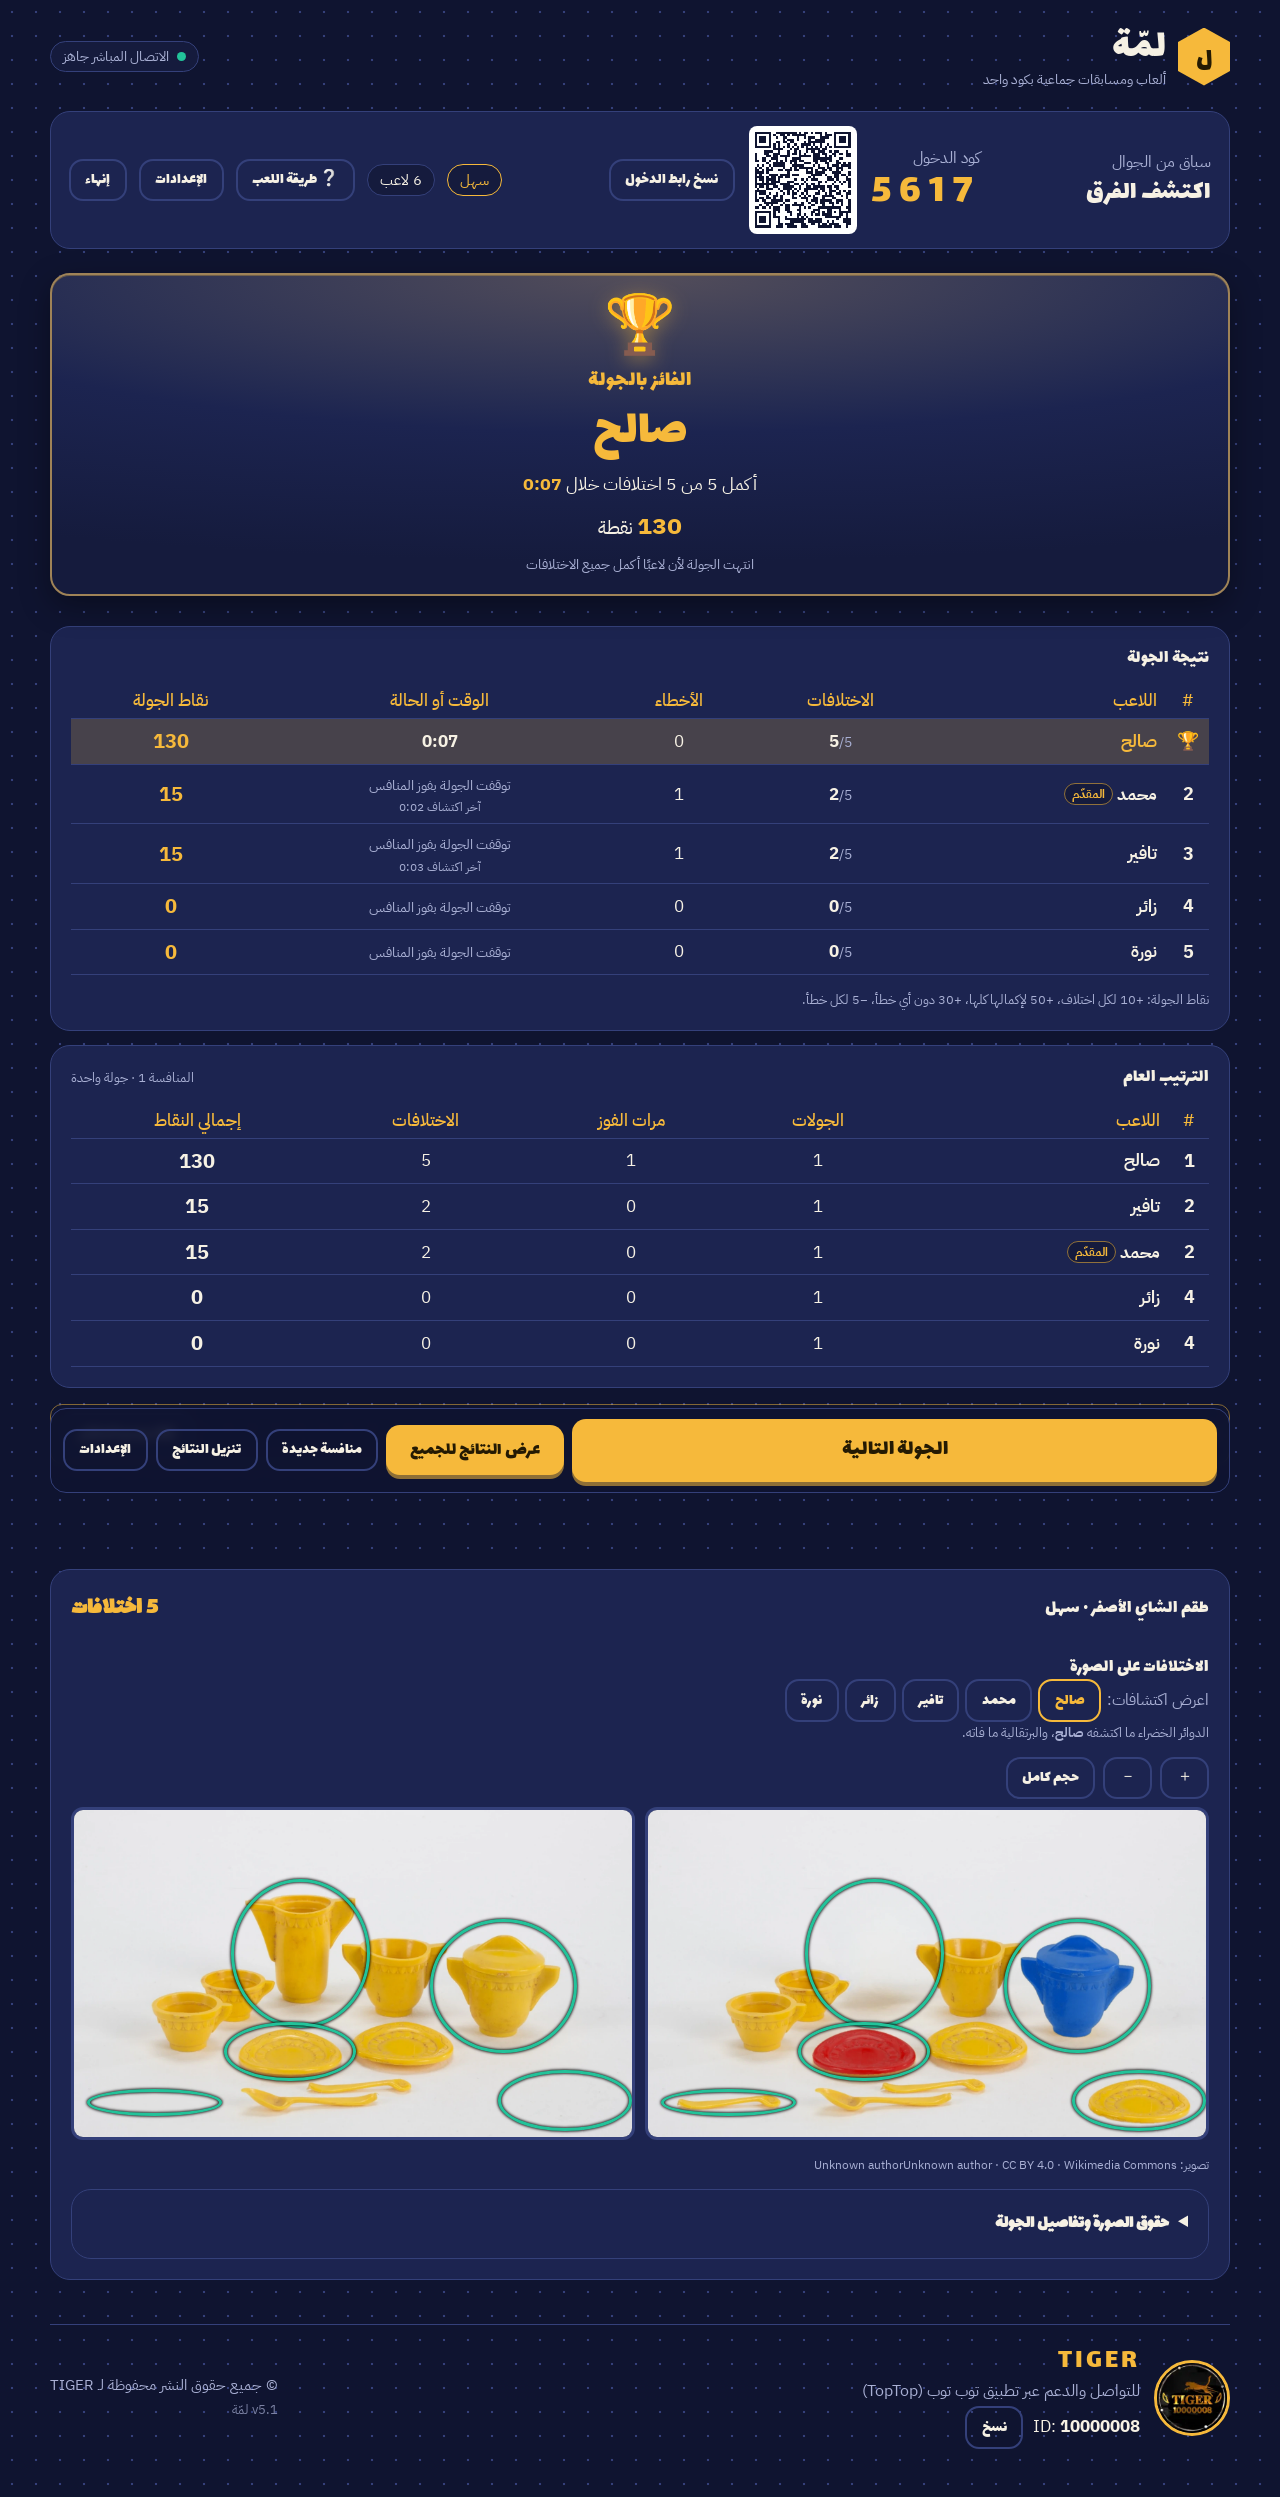 ل
لمّة
ألعاب ومسابقات جماعية بكود واحد
الاتصال المباشر جاهز
سباق من الجوال
اكتشف الفرق
كود الدخول
5617
نسخ رابط الدخول
سهل
6 لاعب
❔ طريقة اللعب
الإعدادات
إنهاء
الفائز بالجولة
صالح
أكمل 5 من 5 اختلافات خلال 0:07
130 نقطة
انتهت الجولة لأن لاعبًا أكمل جميع الاختلافات
نتيجة الجولة
# اللاعب الاختلافات الأخطاء الوقت أو الحالة نقاط الجولة
🏆 صالح 5/5 0 0:07 130
2 محمد المقدّم 2/5 1 توقفت الجولة بفوز المنافس 15
آخر اكتشاف 0:02
3 تافير 2/5 1 توقفت الجولة بفوز المنافس 15
آخر اكتشاف 0:03
4 زائر 0/5 0 توقفت الجولة بفوز المنافس 0
5 نورة 0/5 0 توقفت الجولة بفوز المنافس 0
نقاط الجولة: +10 لكل اختلاف، +50 لإكمالها كلها، +30 دون أي خطأ، −5 لكل خطأ.
الترتيب العام
المنافسة 1 · جولة واحدة
# اللاعب الجولات مرات الفوز الاختلافات إجمالي النقاط
1 صالح 1 1 5 130
2 تافير 1 0 2 15
2 محمد المقدّم 1 0 2 15
4 زائر 1 0 0 0
4 نورة 1 0 0 0
الجولة التالية
عرض النتائج للجميع
منافسة جديدة
تنزيل النتائج
الإعدادات
طقم الشاي الأصفر · سهل
5 اختلافات
الاختلافات على الصورة
اعرض اكتشافات: صالح محمد تافير زائر نورة
الدوائر الخضراء ما اكتشفه صالح، والبرتقالية ما فاته.
+ − حجم كامل
تصوير: Unknown authorUnknown author · CC BY 4.0 · Wikimedia Commons
◀ حقوق الصورة وتفاصيل الجولة
TIGER
10000008
TIGER
للتواصل والدعم عبر تطبيق توب توب (TopTop)
ID: 10000008
نسخ
© جميع حقوق النشر محفوظة لـ TIGER
لمّة v5.1